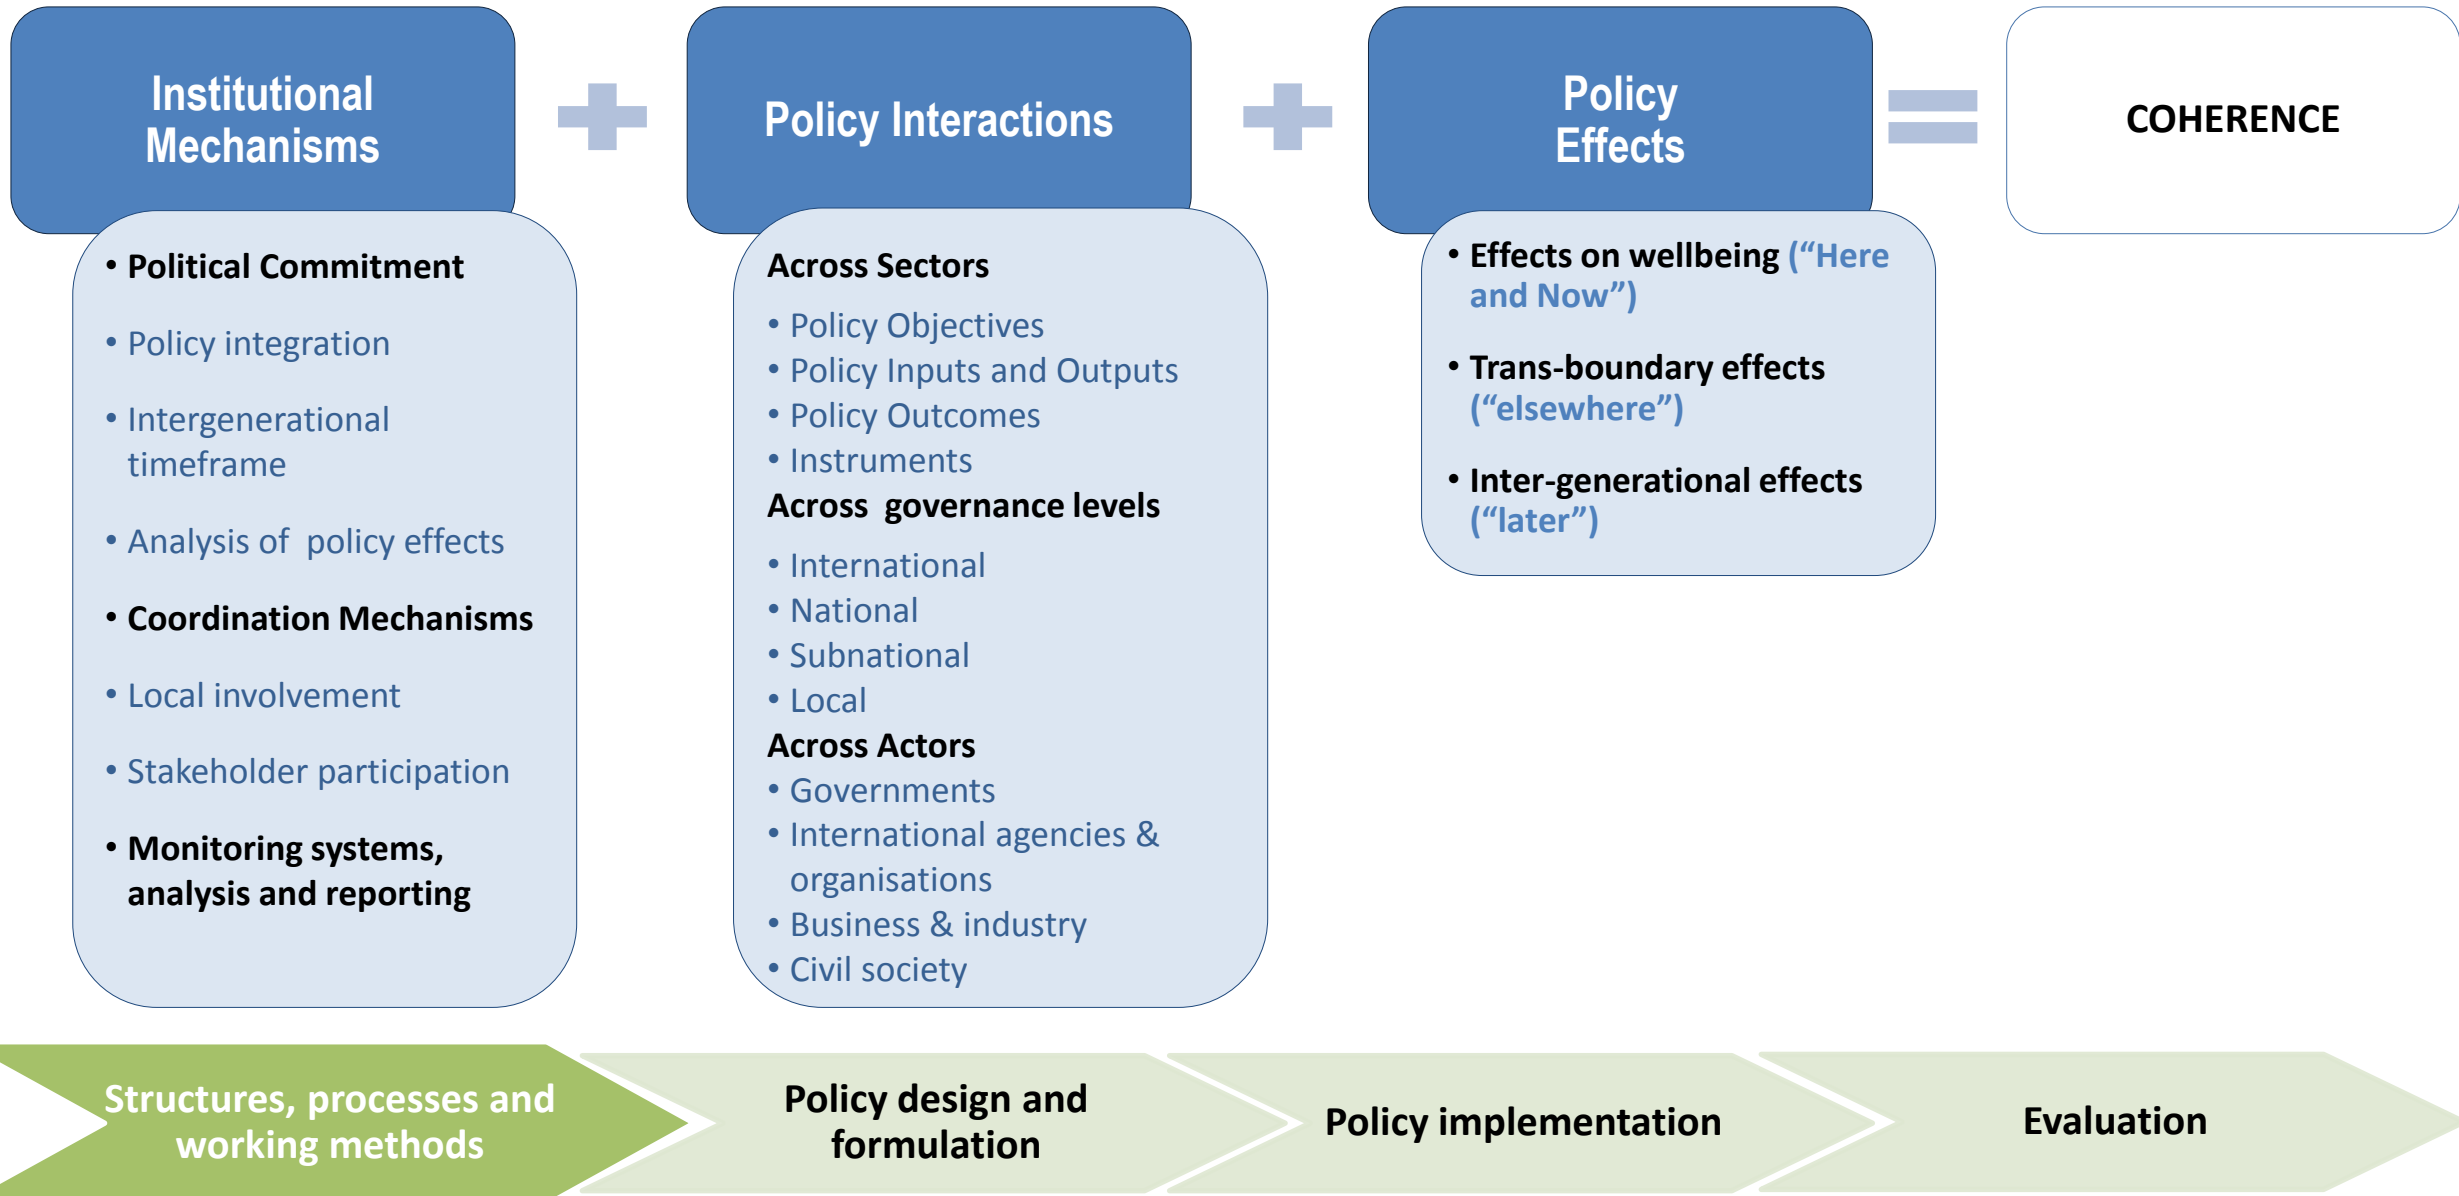 Institutional
Mechanisms
Policy Interactions
Policy
Effects
COHERENCE
• Political Commitment
• Policy integration
• Intergenerational
timeframe
• Analysis of  policy effects
• Coordination Mechanisms
• Local involvement
• Stakeholder participation
• Monitoring systems,
analysis and reporting
Across Sectors
• Policy Objectives
• Policy Inputs and Outputs
• Policy Outcomes
• Instruments
Across  governance levels
• International
• National
• Subnational
• Local
Across Actors
• Governments
• International agencies &
organisations
• Business & industry
• Civil society
• Effects on wellbeing (“Here
and Now”)
• Trans-boundary effects
(“elsewhere”)
• Inter-generational effects
(“later”)
Structures, processes and
working methods
Policy design and
formulation
Policy implementation
Evaluation